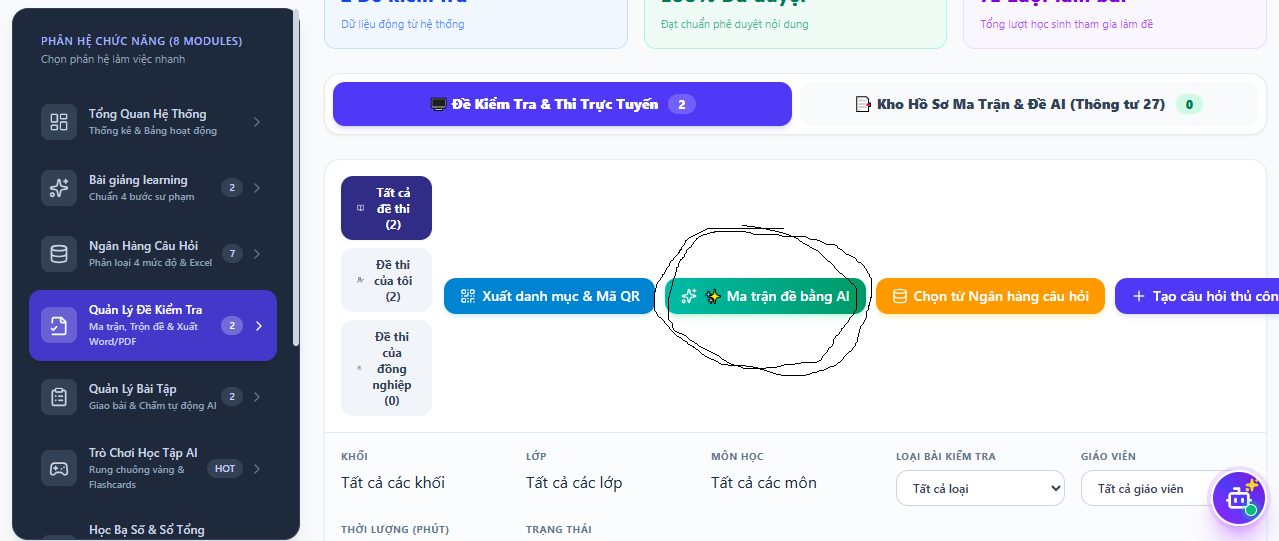 Dữ liệu động từ hệ thống
Đạt chuẩn phê duyệt nội dung
Tổng lượt học sinh tham gia làm đề
PHÂN HỆ CHỨC NĂNG (8 MODULES)
Chọn phân hệ làm việc nhanh
Tổng Quan Hệ Thống
Thống kê & Bảng hoạt động
Bài giảng learning
Chuẩn 4 bước sư phạm
2
Ngân Hàng Câu Hỏi
Phân loại 4 mức độ & Excel
7
Quản Lý Đề Kiểm Tra
Ma trận, Trộn đề & Xuất
Word/PDF
2
Quản Lý Bài Tập
Giao bài & Chấm tự động AI
2
Trò Chơi Học Tập AI
Rung chuông vàng &
Flashcards
HOT
Học Bạ Số & Sổ Tổng
Đề Kiểm Tra & Thi Trực Tuyến 2
Kho Hồ Sơ Ma Trận & Đề AI (Thông tư 27) 0
Tất cả
đề thi
(2)
Đề thi
của tôi
(2)
Đề thi
của
đồng
nghiệp
(0)
Xuất danh mục & Mã QR
Ma trận đề bằng AI
Chọn từ Ngân hàng câu hỏi
Tạo câu hỏi thủ côn
KHỐI
Tất cả các khối
LỚP
Tất cả các lớp
MÔN HỌC
Tất cả các môn
LOẠI BÀI KIỂM TRA
Tất cả loại
GIÁO VIÊN
Tất cả giáo viên
THỜI LƯỢNG (PHÚT)
TRẠNG THÁI